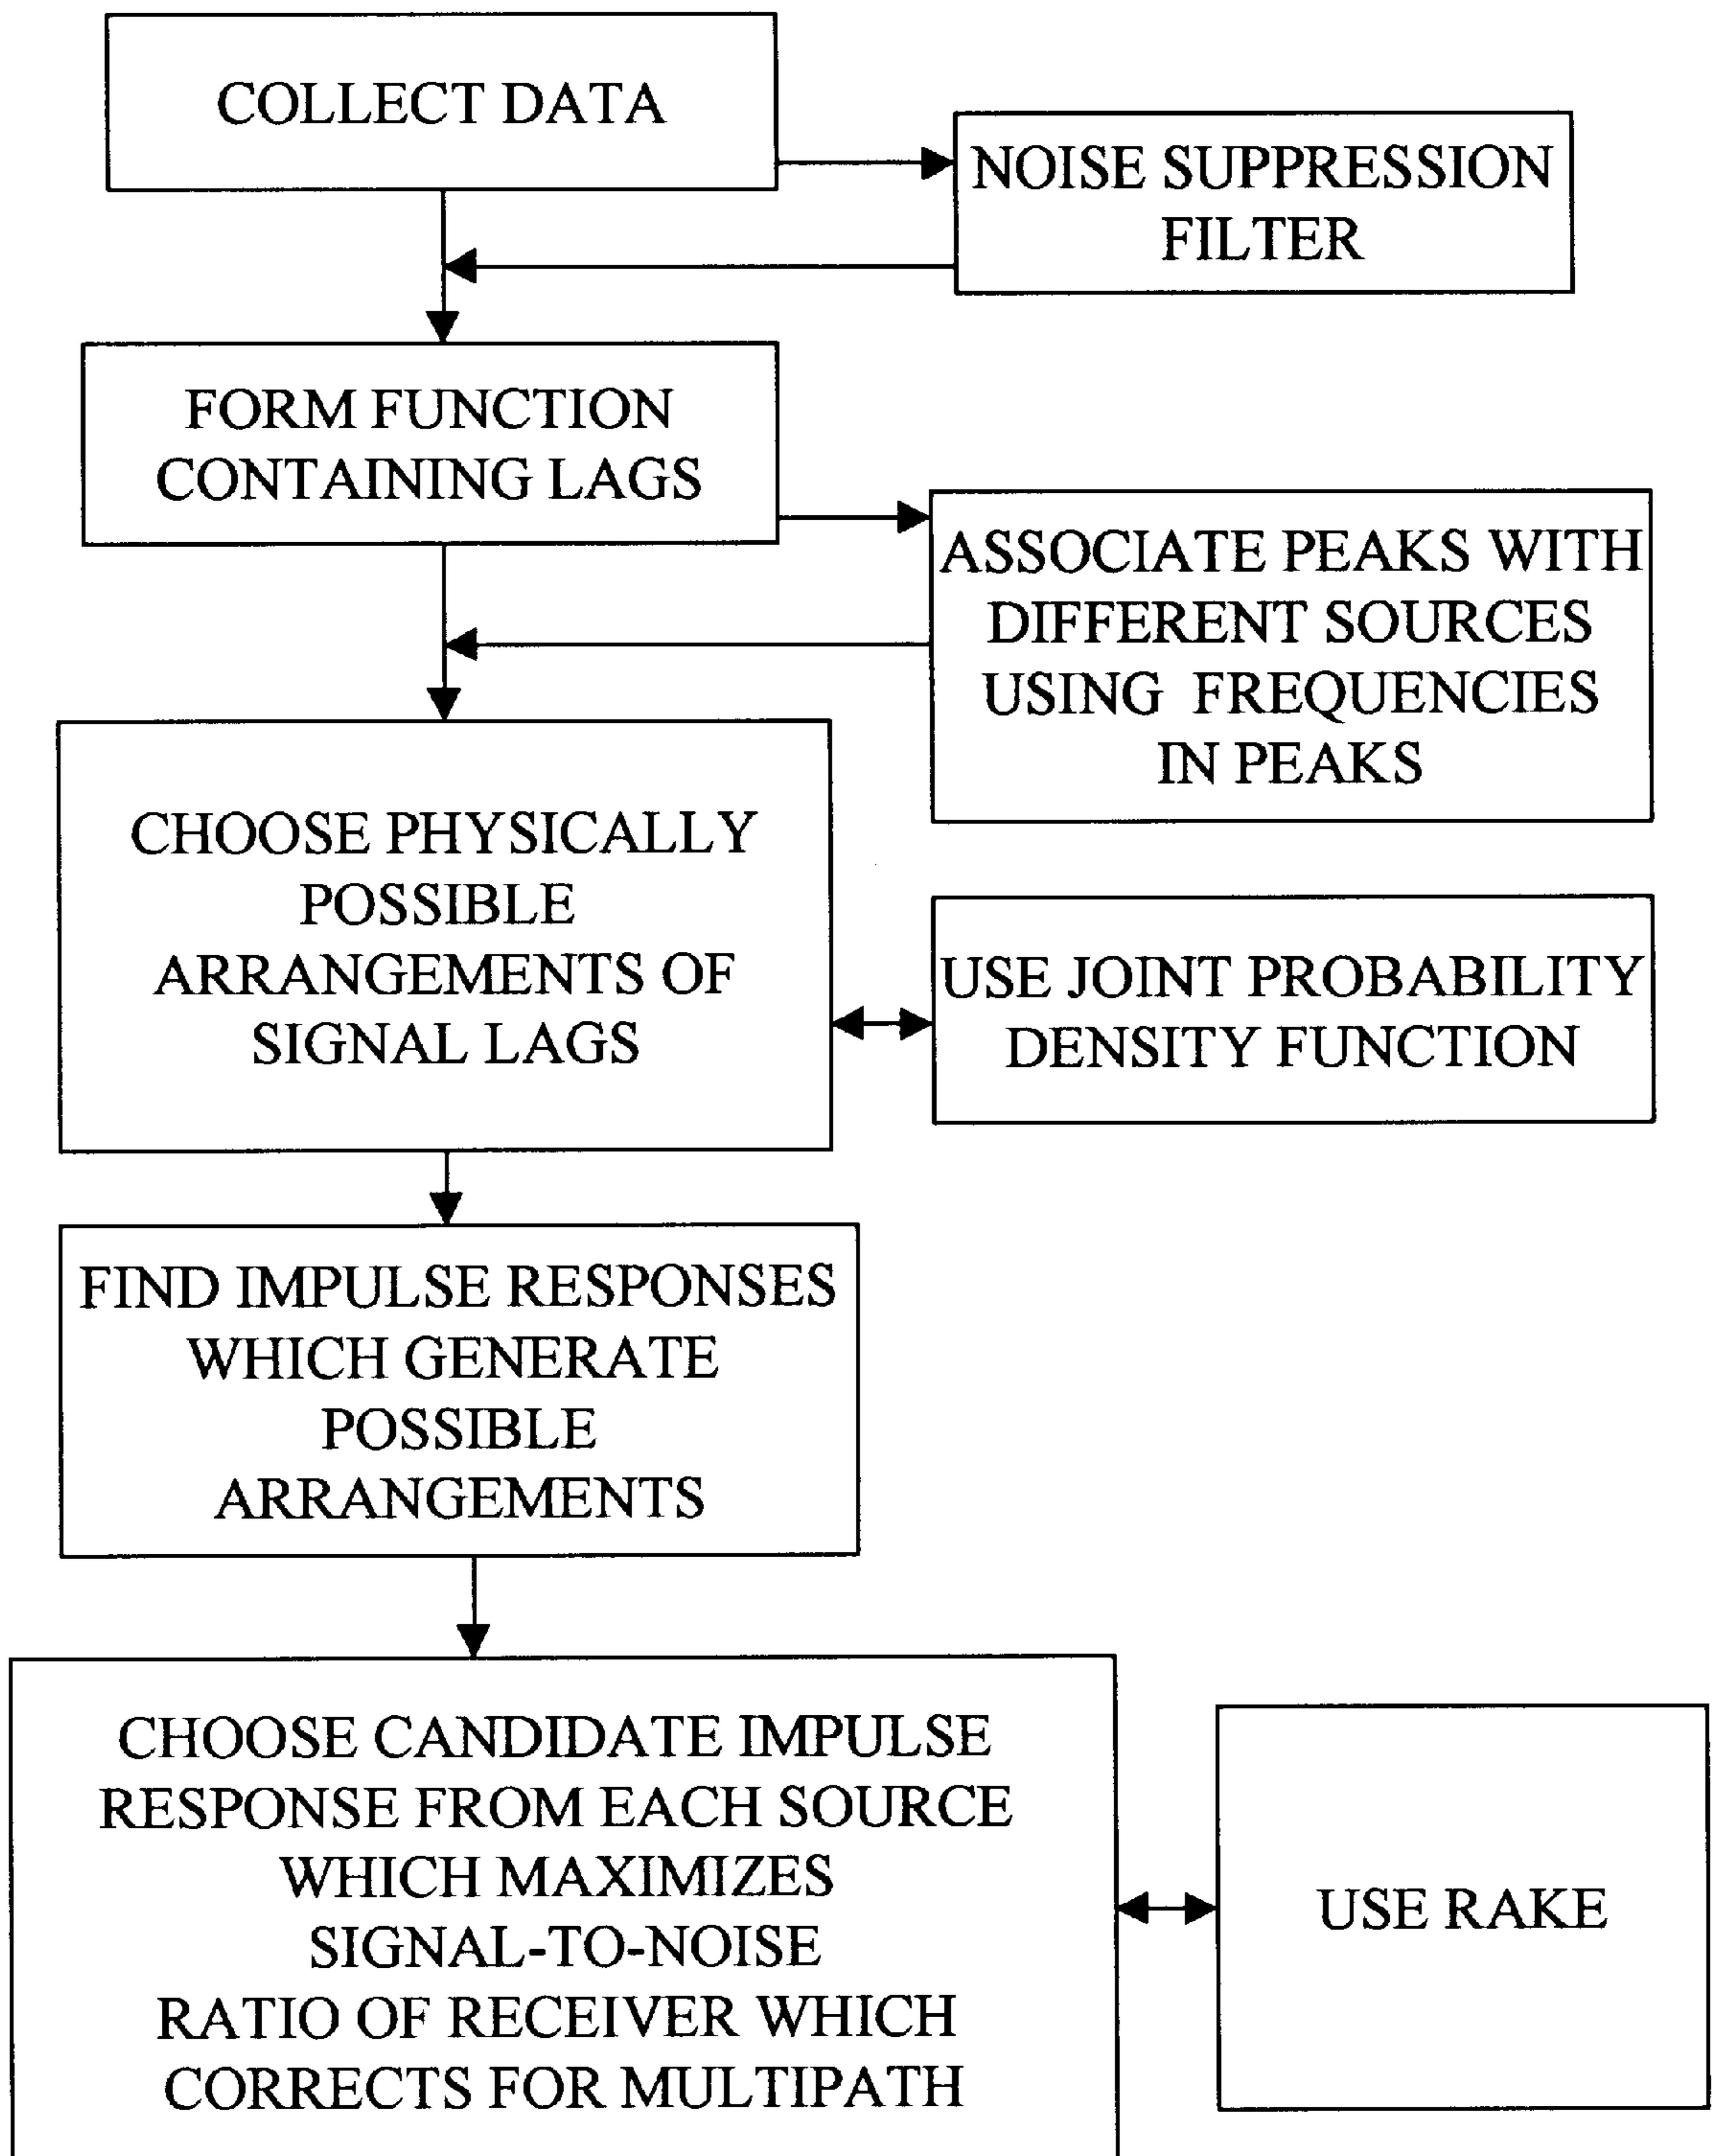 COLLECT DATA
NOISE SUPPRESSION
FILTER
FORM FUNCTION
CONTAINING LAGS
ASSOCIATE PEAKS WITH
DIFFERENT SOURCES
USING FREQUENCIES
IN PEAKS
CHOOSE PHYSICALLY
POSSIBLE
ARRANGEMENTS OF
SIGNAL LAGS
USE JOINT PROBABILITY
DENSITY FUNCTION
FIND IMPULSE RESPONSES
WHICH GENERATE
POSSIBLE
ARRANGEMENTS
CHOOSE CANDIDATE IMPULSE
RESPONSE FROM EACH SOURCE
WHICH MAXIMIZES
SIGNAL-TO-NOISE
RATIO OF RECEIVER WHICH
CORRECTS FOR MULTIPATH
USE RAKE